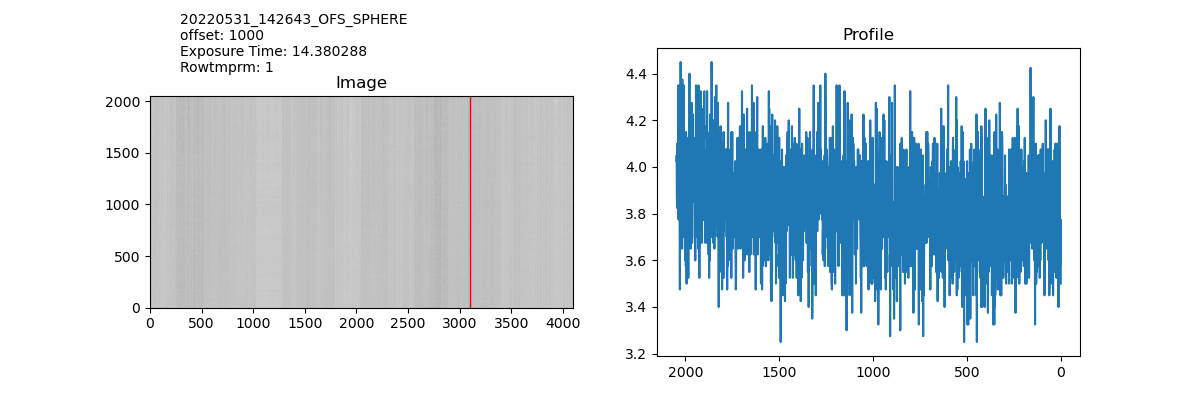 20220531_142643_OFS_SPHERE
offset: 1000
Exposure Time: 14.380288
Rowtmprm: 1
Image
2000
1500
1000
500
0
0 500 1000 1500 2000 2500 3000 3500 4000
Profile
4.4
4.2
4.0
3.8
3.6
3.4
3.2
2000 1500 1000 500 0